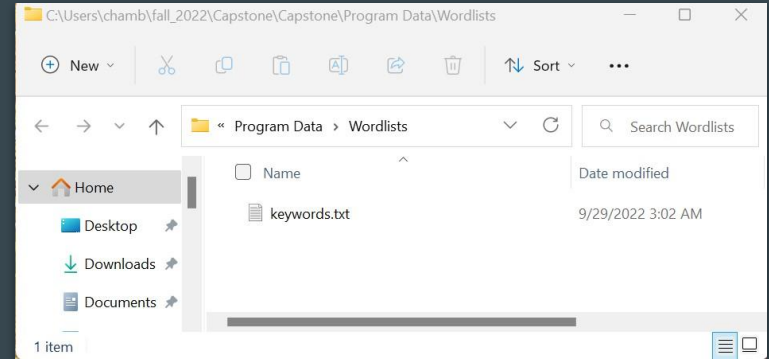 C:\Users\chamb\fall_2022\Capstone\Capstone\Program Data\Wordlists
New Sort
« Program Data › Wordlists Search Wordlists
Home Name Date modified
Desktop keywords.txt 9/29/2022 3:02 AM
Downloads
Documents
1 item